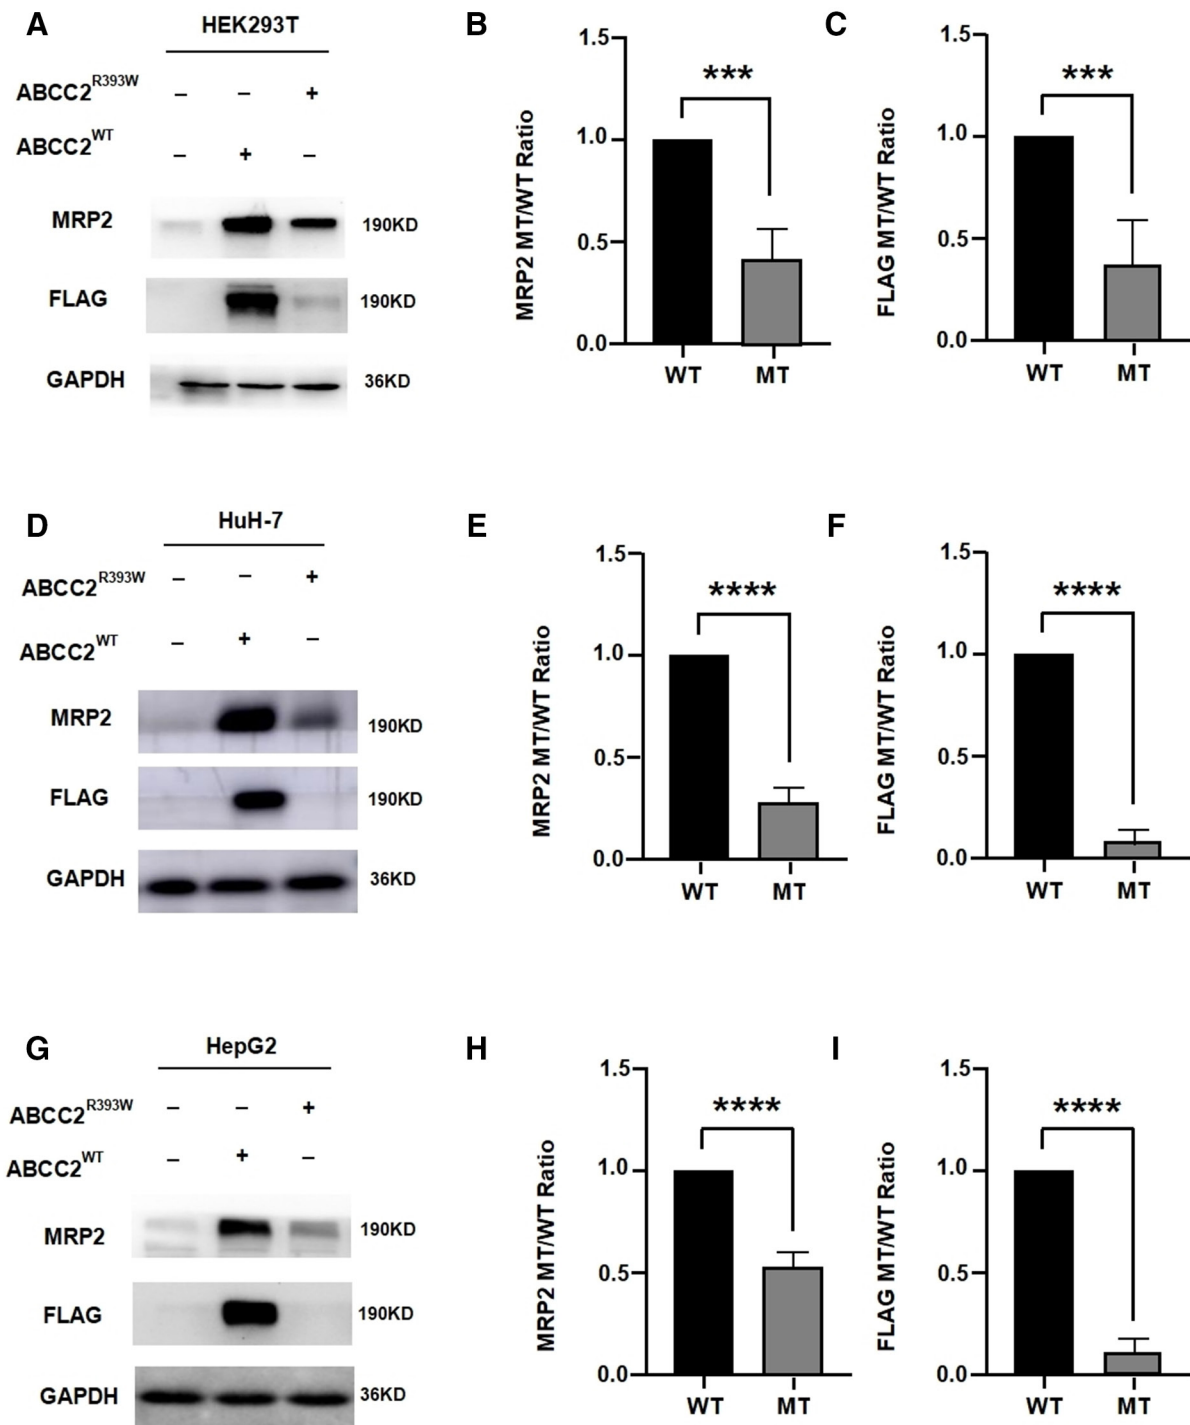 A
HEK293T
ABCC2R393W – – +
ABCC2WT – + –
MRP2 190KD
FLAG 190KD
GAPDH 36KD
B
1.5
1.0
0.5
0.0
MRP2 MT/WT Ratio
***
WT MT
C
1.5
1.0
0.5
0.0
FLAG MT/WT Ratio
***
WT MT
D
HuH-7
ABCC2R393W – – +
ABCC2WT – + –
MRP2 190KD
FLAG 190KD
GAPDH 36KD
E
1.5
1.0
0.5
0.0
MRP2 MT/WT Ratio
****
WT MT
F
1.5
1.0
0.5
0.0
FLAG MT/WT Ratio
****
WT MT
G
HepG2
ABCC2R393W – – +
ABCC2WT – + –
MRP2 190KD
FLAG 190KD
GAPDH 36KD
H
1.5
1.0
0.5
0.0
MRP2 MT/WT Ratio
****
WT MT
I
1.5
1.0
0.5
0.0
FLAG MT/WT Ratio
****
WT MT